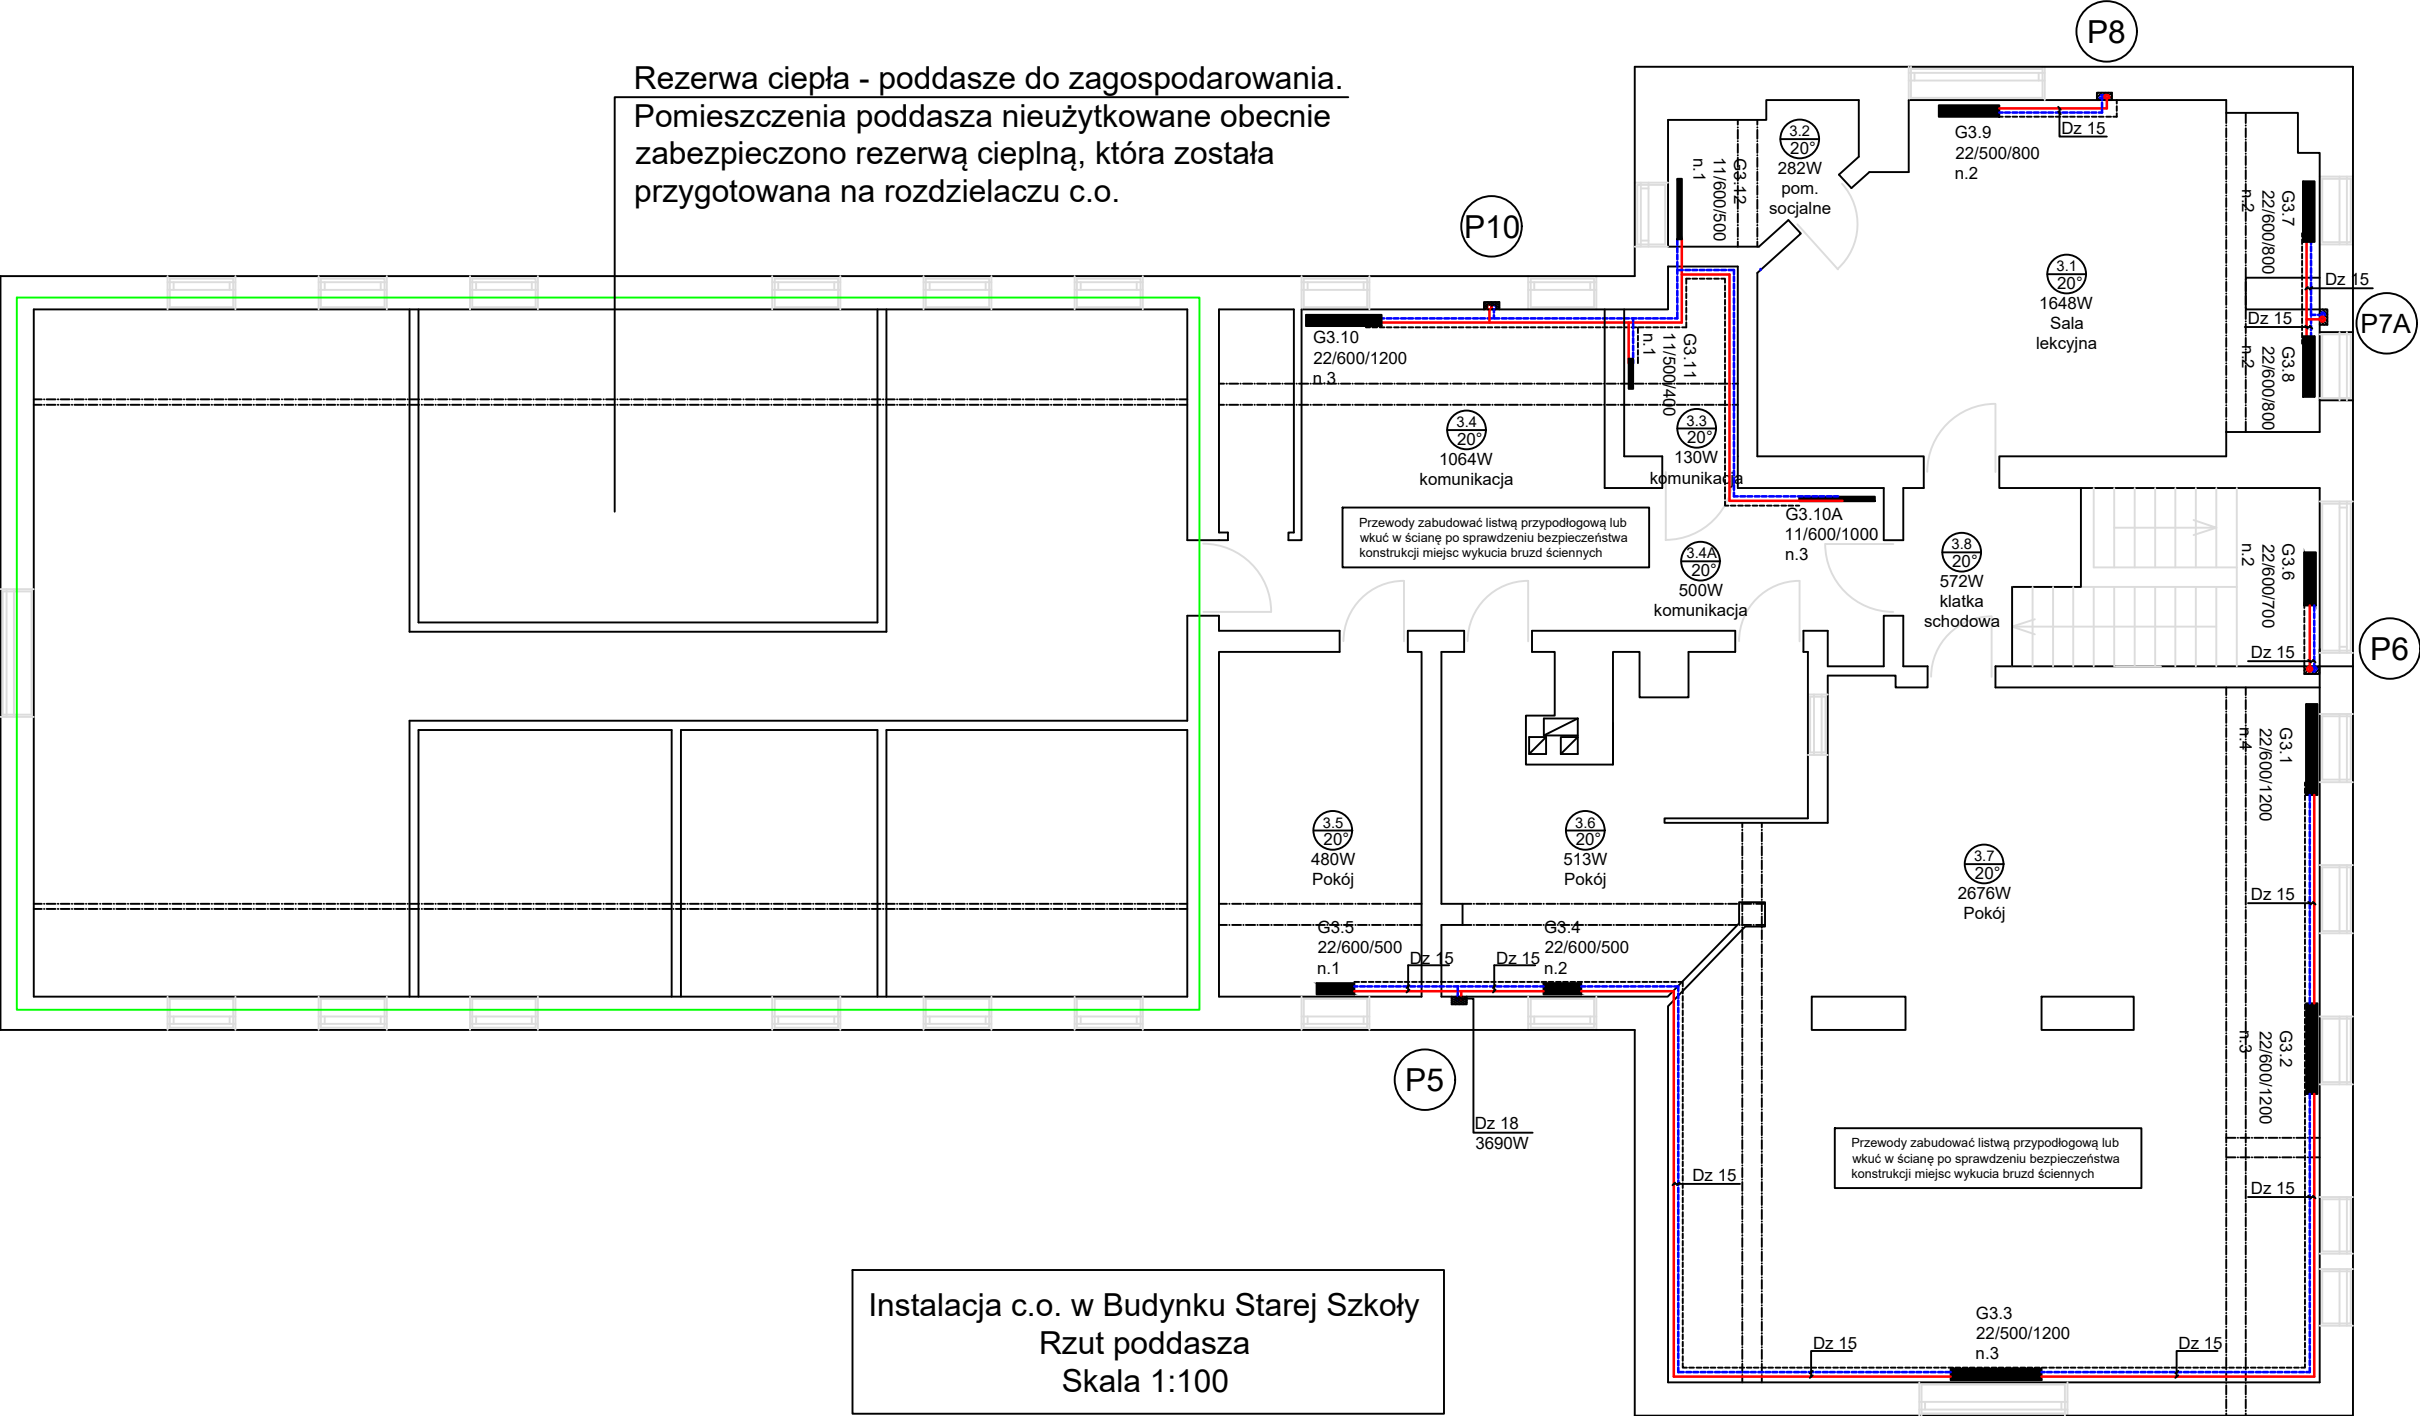 P8
Rezerwa ciepła - poddasze do zagospodarowania.
Pomieszczenia poddasza nieużytkowane obecnie
zabezpieczono rezerwą cieplną, która została
przygotowana na rozdzielaczu c.o.
P10
G3.12
11/600/500
n.1
3.2
20°
282W
pom.
socjalne
G3.9
22/500/800
n.2
Dz 15
G3.7
22/600/800
n.2
3.1
20°
1648W
Sala
lekcyjna
Dz 15
Dz 15
P7A
G3.8
22/600/800
n.2
G3.10
22/600/1200
n.3
G3.11
11/500/400
n.1
3.4
20°
1064W
komunikacja
3.3
20°
130W
komunikacja
Przewody zabudować listwą przypodłogową lub
wkuć w ścianę po sprawdzeniu bezpieczeństwa
konstrukcji miejsc wykucia bruzd ściennych
G3.10A
11/600/1000
n.3
3.4A
20°
500W
komunikacja
3.8
20°
572W
klatka
schodowa
G3.6
22/600/700
n.2
Dz 15
P6
G3.1
22/600/1200
n.4
3.5
20°
480W
Pokój
3.6
20°
513W
Pokój
3.7
20°
2676W
Pokój
Dz 15
G3.5
22/600/500
n.1
Dz 15
Dz 15
G3.4
22/600/500
n.2
G3.2
22/600/1200
n.3
P5
Dz 18
3690W
Przewody zabudować listwą przypodłogową lub
wkuć w ścianę po sprawdzeniu bezpieczeństwa
konstrukcji miejsc wykucia bruzd ściennych
Dz 15
Dz 15
G3.3
22/500/1200
n.3
Dz 15
Dz 15
Instalacja c.o. w Budynku Starej Szkoły
Rzut poddasza
Skala 1:100